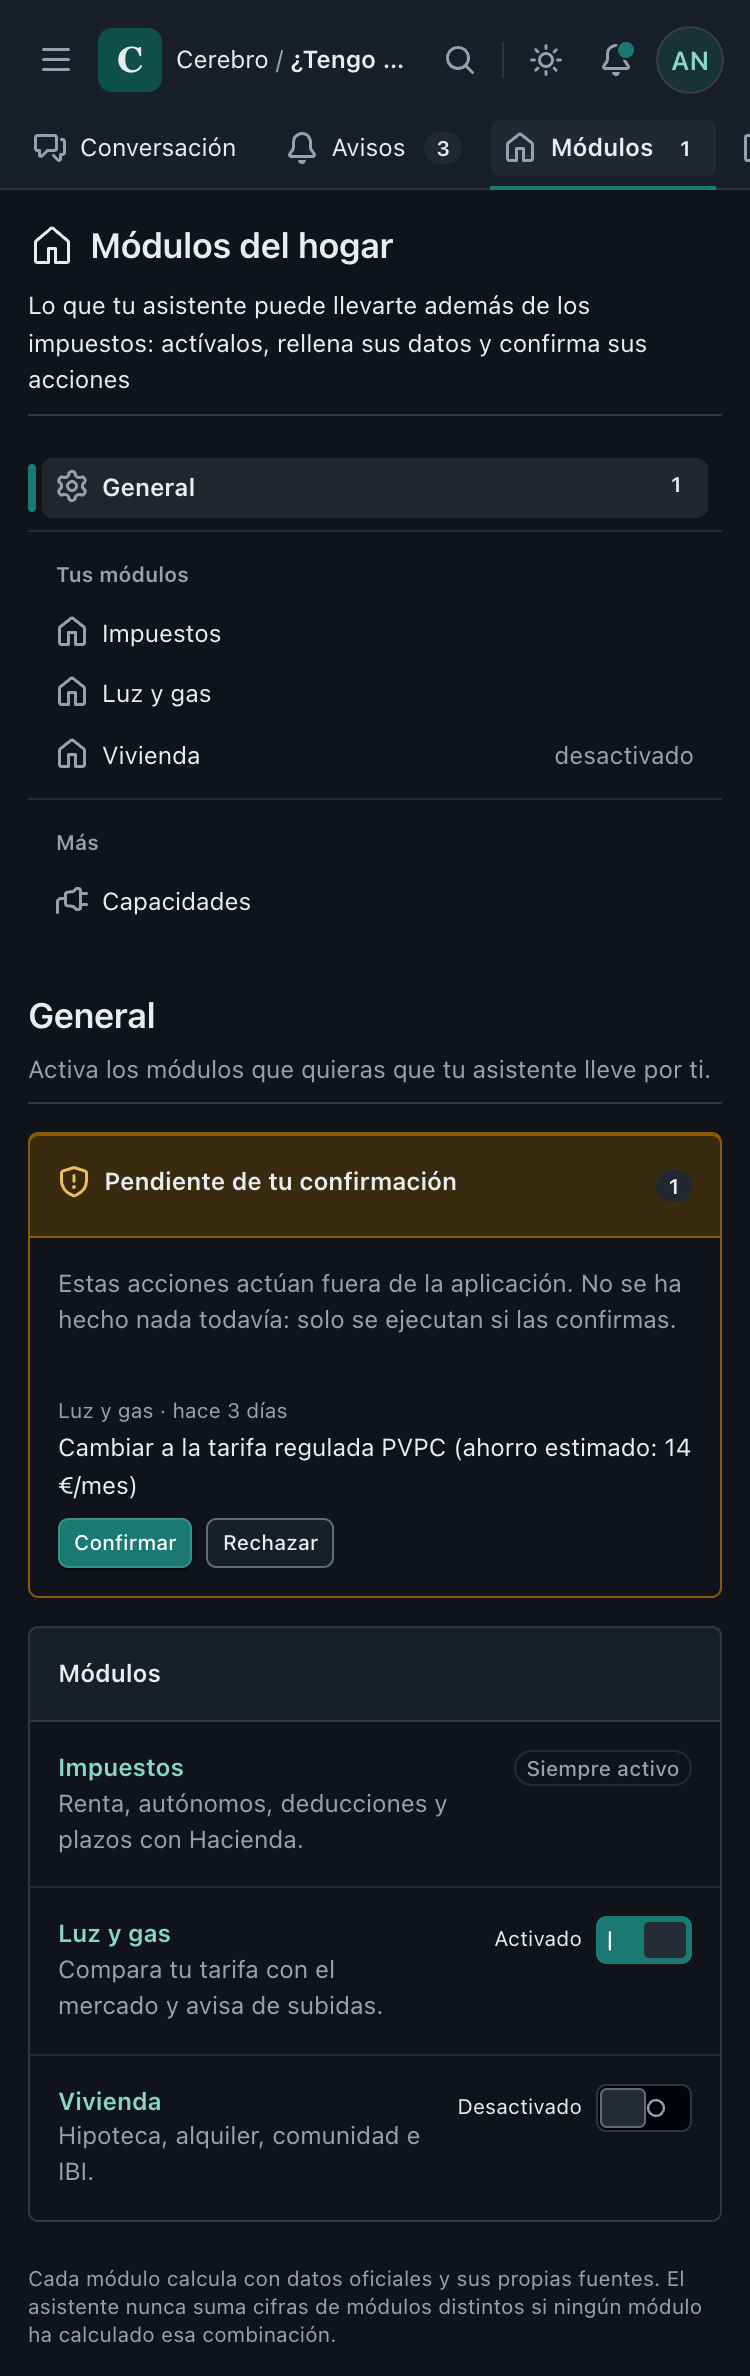 C Cerebro / ¿Tengo ... AN
Conversación Avisos 3 Módulos 1
Módulos del hogar
Lo que tu asistente puede llevarte además de los
impuestos: actívalos, rellena sus datos y confirma sus
acciones
General 1
Tus módulos
Impuestos
Luz y gas
Vivienda desactivado
Más
Capacidades
General
Activa los módulos que quieras que tu asistente lleve por ti.
Pendiente de tu confirmación 1
Estas acciones actúan fuera de la aplicación. No se ha
hecho nada todavía: solo se ejecutan si las confirmas.
Luz y gas · hace 3 días
Cambiar a la tarifa regulada PVPC (ahorro estimado: 14
€/mes)
Confirmar Rechazar
Módulos
Impuestos Siempre activo
Renta, autónomos, deducciones y
plazos con Hacienda.
Luz y gas Activado
Compara tu tarifa con el
mercado y avisa de subidas.
Vivienda Desactivado
Hipoteca, alquiler, comunidad e
IBI.
Cada módulo calcula con datos oficiales y sus propias fuentes. El
asistente nunca suma cifras de módulos distintos si ningún módulo
ha calculado esa combinación.